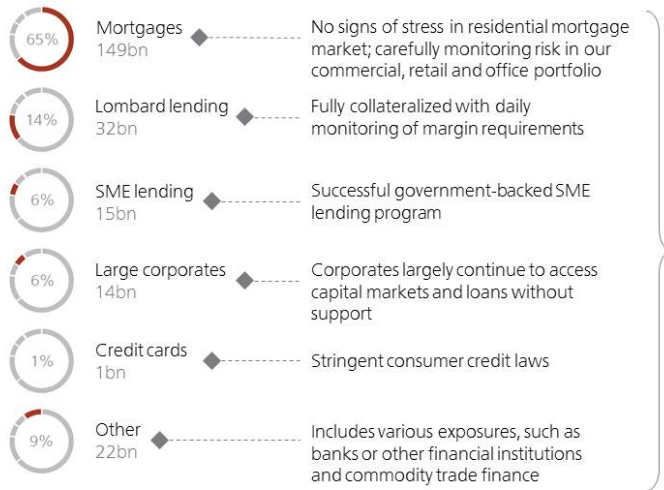 65%
Mortgages
149bn
No signs of stress in residential mortgage
market; carefully monitoring risk in our
commercial, retail and office portfolio
14%
Lombard lending
32bn
Fully collateralized with daily
monitoring of margin requirements
6%
SME lending
15bn
Successful government-backed SME
lending program
6%
Large corporates
14bn
Corporates largely continue to access
capital markets and loans without
support
1%
Credit cards
1bn
Stringent consumer credit laws
9%
Other
22bn
Includes various exposures, such as
banks or other financial institutions
and commodity trade finance